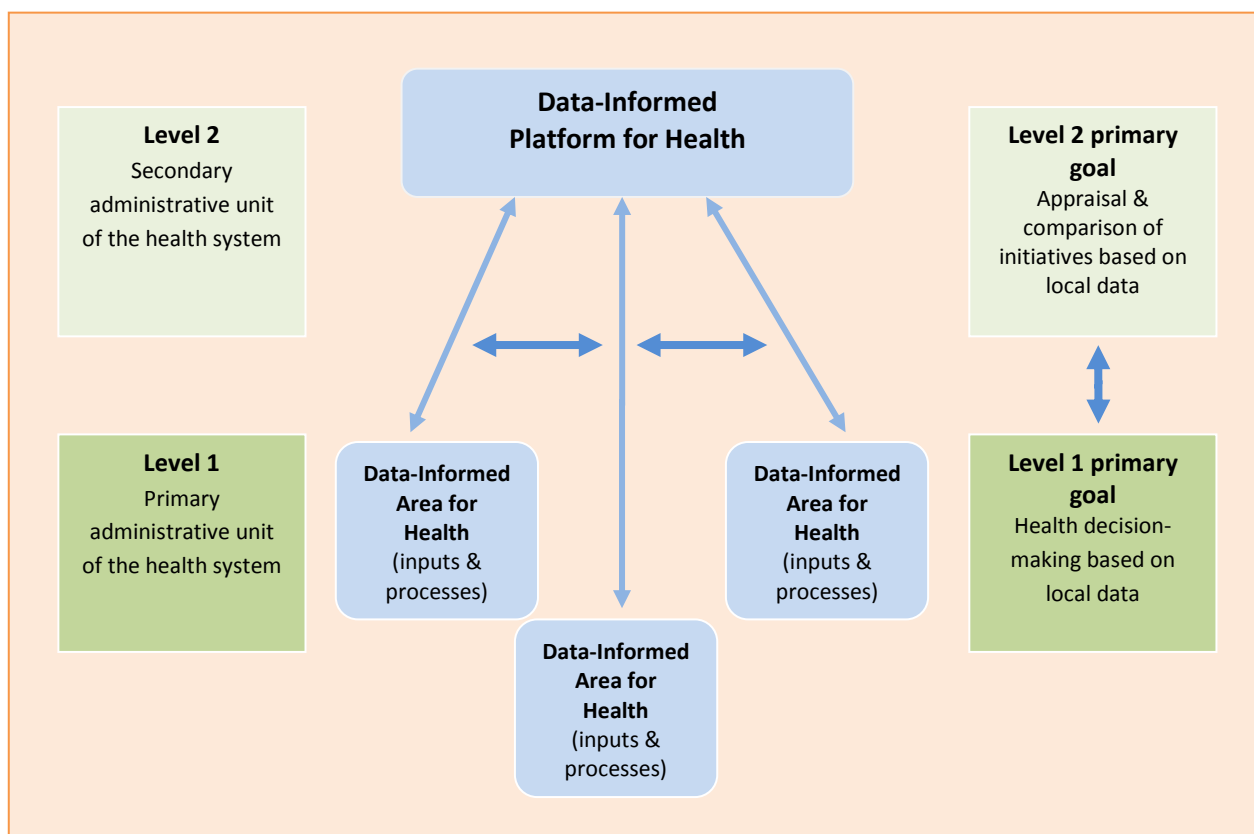 Data-Informed
Platform for Health
Level 2
Secondary
administrative unit
of the health system
Level 2 primary
goal
Appraisal &
comparison of
initiatives based on
local data
Level 1
Primary
administrative unit
of the health system
Data-Informed
Area for
Health
(inputs &
processes)
Data-Informed
Area for
Health
(inputs &
processes)
Data-Informed
Area for
Health
(inputs &
processes)
Level 1 primary
goal
Health decision-
making based on
local data